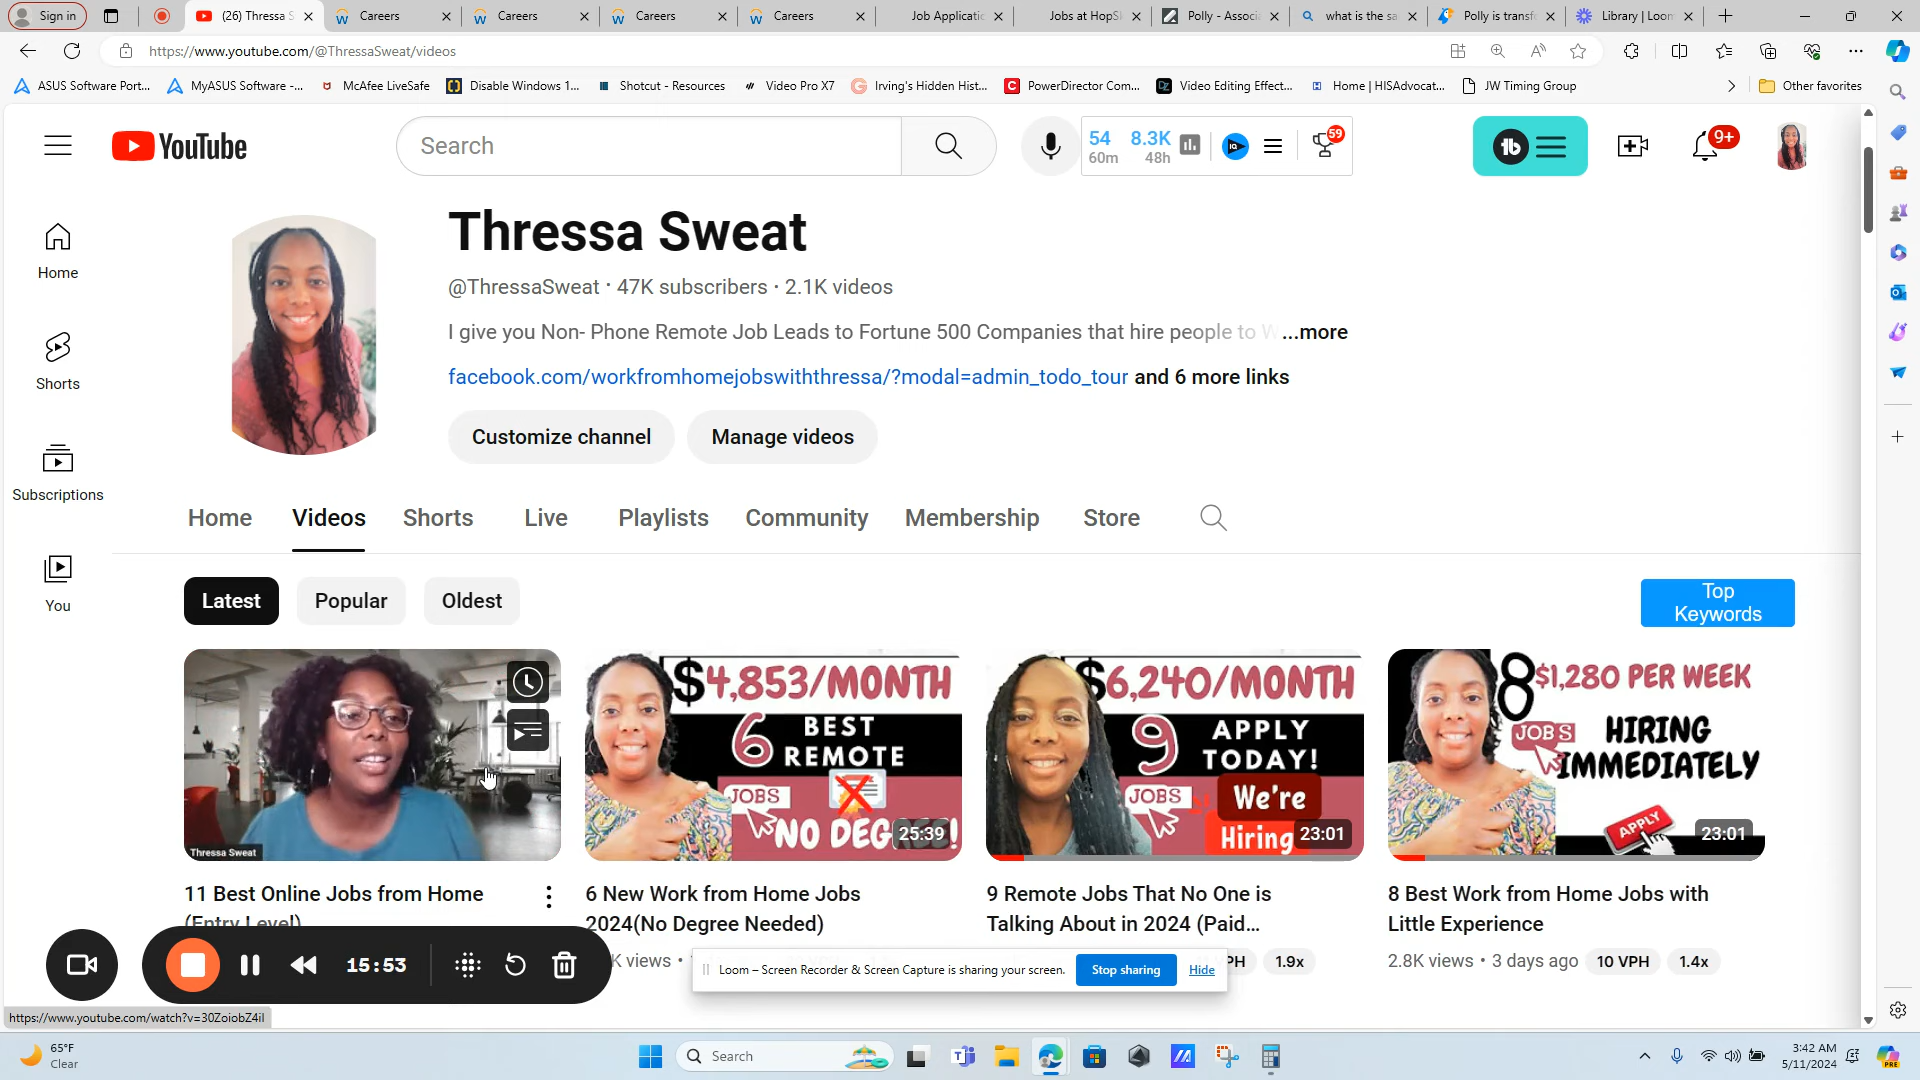 Sign in
(26) Thressa S
Careers
Careers
Careers
Careers
Job Applicatio
Jobs at HopSk
Polly - Associa
what is the sa
Polly is transfo
Library | Loom
https://www.youtube.com/@ThressaSweat/videos
ASUS Software Port...
MyASUS Software -...
McAfee LiveSafe
Disable Windows 1...
Shotcut - Resources
Video Pro X7
Irving's Hidden Hist...
PowerDirector Com...
Video Editing Effect...
Home | HISAdvocat...
JW Timing Group
Other favorites
YouTube
Search
54
60m
8.3K
48h
59
9+
Thressa Sweat
@ThressaSweat · 47K subscribers · 2.1K videos
I give you Non- Phone Remote Job Leads to Fortune 500 Companies that hire people to W ...more
facebook.com/workfromhomejobswiththressa/?modal=admin_todo_tour and 6 more links
Customize channel
Manage videos
Home
Shorts
Subscriptions
You
Home
Videos
Shorts
Live
Playlists
Community
Membership
Store
Latest
Popular
Oldest
Top
Keywords
Thressa Sweat
$4,853/MONTH
6 BEST
REMOTE
JOBS
NO DEGREE!
25:39
$6,240/MONTH
9 APPLY
TODAY!
JOBS
We're
Hiring
23:01
8 $1,280 PER WEEK
JOBS HIRING
IMMEDIATELY
APPLY
23:01
11 Best Online Jobs from Home
(Entry Level)
6 New Work from Home Jobs
2024(No Degree Needed)
9 Remote Jobs That No One is
Talking About in 2024 (Paid...
8 Best Work from Home Jobs with
Little Experience
K views •
PH
1.9x
2.8K views • 3 days ago
10 VPH
1.4x
15:53
Loom – Screen Recorder & Screen Capture is sharing your screen.
Stop sharing
Hide
https://www.youtube.com/watch?v=30ZoiobZ4iI
65°F
Clear
Search
3:42 AM
5/11/2024